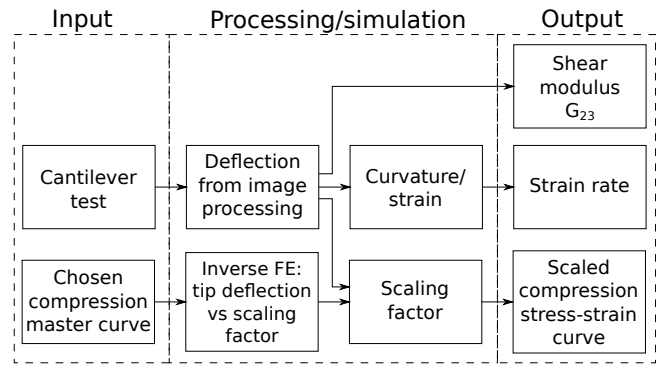 Input
Processing/simulation
Output
Shear
modulus
G₂₃
Cantilever
test
Deflection
from image
processing
Curvature/
strain
Strain rate
Chosen
compression
master curve
Inverse FE:
tip deflection
vs scaling
factor
Scaling
factor
Scaled
compression
stress-strain
curve